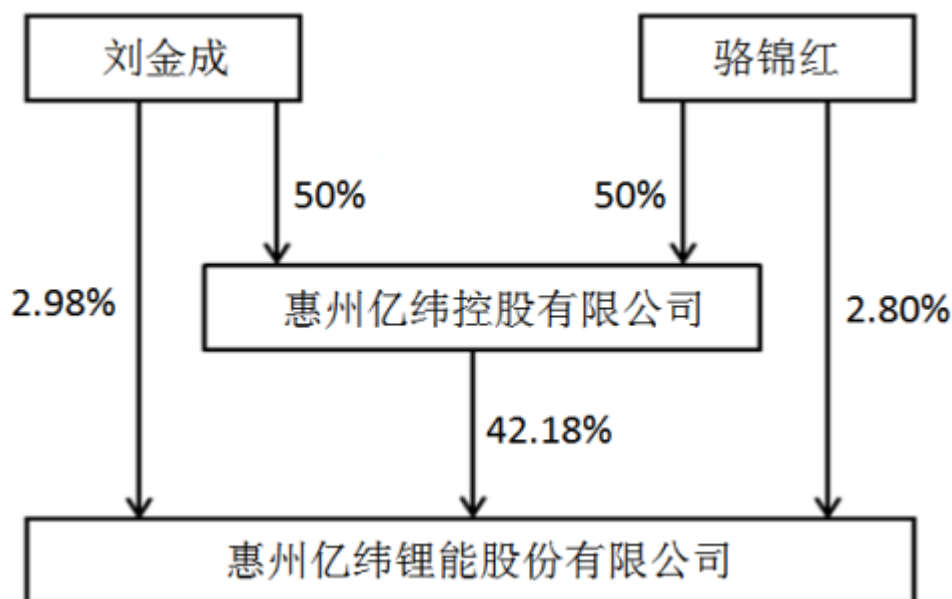 刘金成
骆锦红
50%
50%
2.98%
惠州亿纬控股有限公司
2.80%
42.18%
惠州亿纬锂能股份有限公司